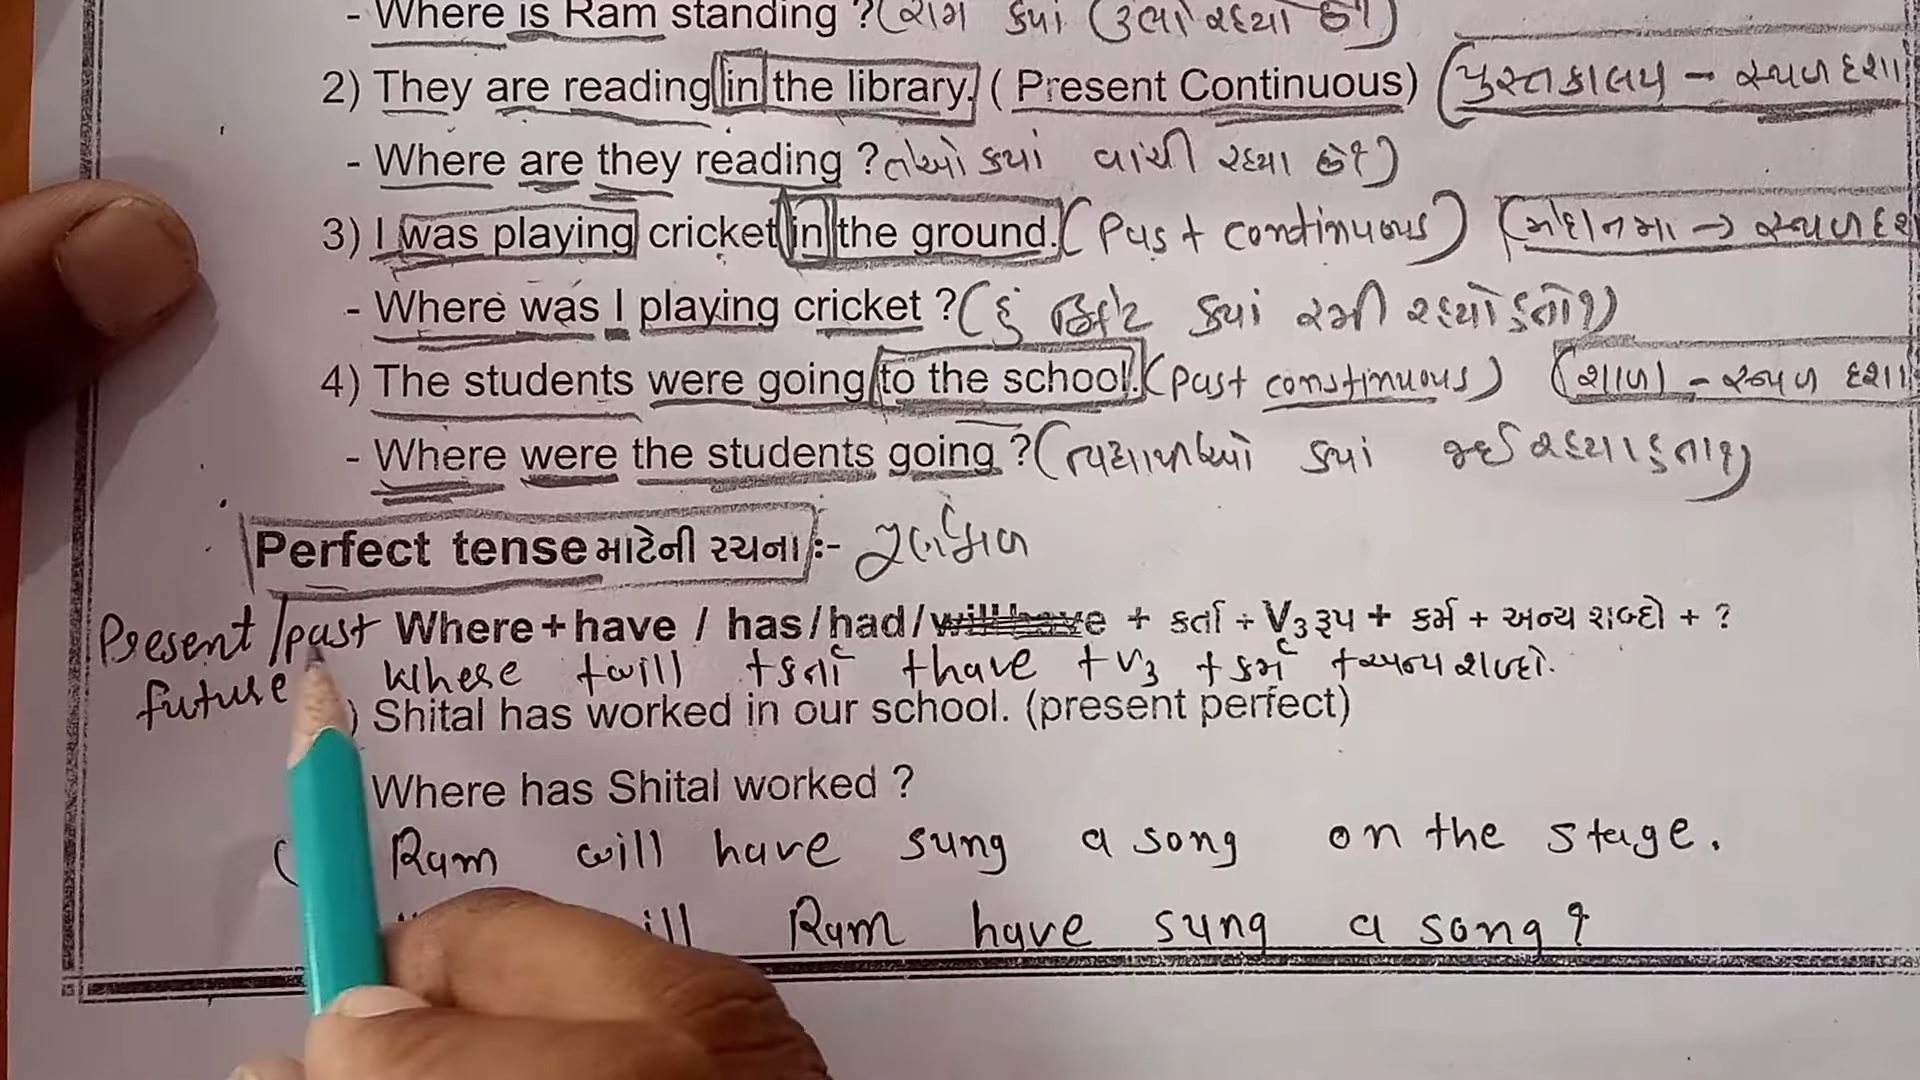 - Where is Ram standing ? (રામ ક્યાં ઉભો રહ્યો છે?)
2) They are reading in the library. ( Present Continuous) (પુસ્તકાલય - સ્થળ દર્શા
- Where are they reading ? તેઓ ક્યાં વાંચી રહ્યા છે?)
3) I was playing cricket in the ground. (Past continuous) (મેદાનમા → સ્થળ દર્શ
- Where was I playing cricket ? (હું ક્રિકેટ ક્યાં રમી રહ્યો હતો?)
4) The students were going to the school. (Past constinuous) (શાળા - સ્થળ દર્શા
- Where were the students going ? ( ક્યાં જઈ રહ્યા હતા?)
Perfect tense માટેની રચના :- 
Present /past Where + have / has / had / will have + કર્તા ÷ V3 રૂપ + કર્મ + અન્ય શબ્દો + ?
future Where + will + કર્તા + have + V3 + કર્મ + અન્ય શબ્દો.
) Shital has worked in our school. (present perfect)
Where has Shital worked ?
( Ram will have sung a song on the stage.
ill Ram have sung a song?